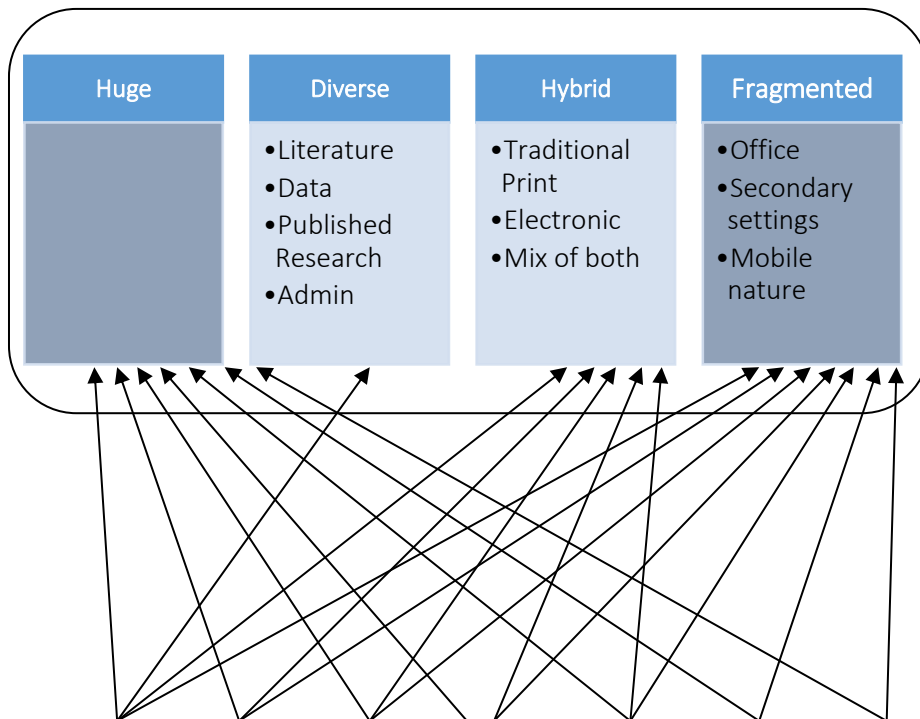 Huge
Diverse
•Literature
•Data
•Published
Research
•Admin
Hybrid
•Traditional
Print
•Electronic
•Mix of both
Fragmented
•Office
•Secondary
settings
•Mobile
nature